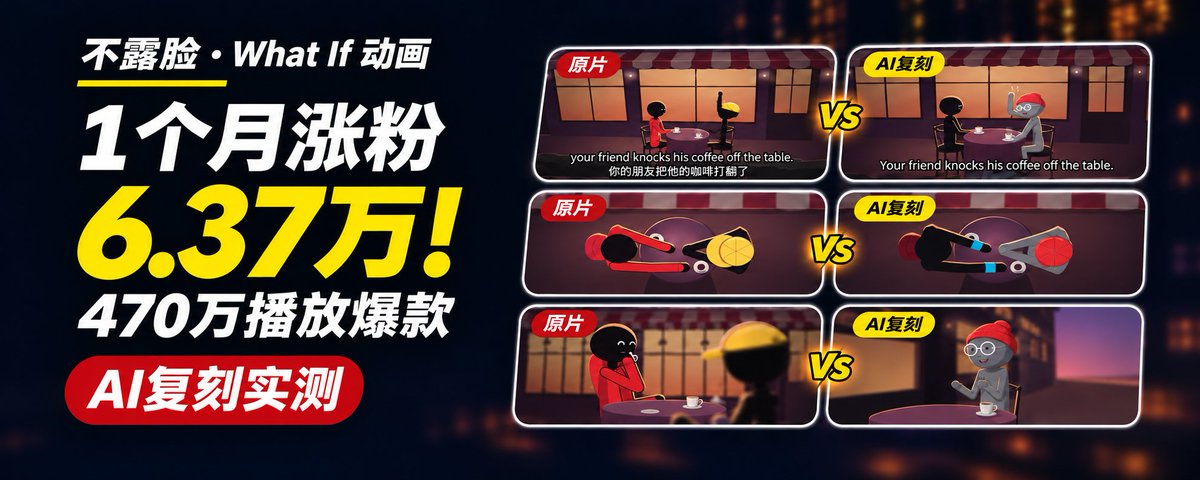 不露脸·What If 动画
1个月涨粉
6.37万!
470万播放爆款
AI复刻实测
原片
your friend knocks his coffee off the table.
你的朋友把他的咖啡打翻了
VS
AI复刻
Your friend knocks his coffee off the table.
原片
VS
AI复刻
原片
VS
AI复刻